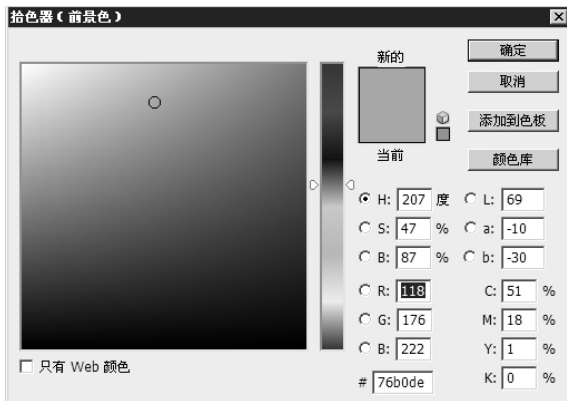 拾色器（前景色）
新的
当前
确定
取消
添加到色板
颜色库
H: 207 度
S: 47 %
B: 87 %
R: 118
G: 176
B: 222
# 76b0de
L: 69
a: -10
b: -30
C: 51 %
M: 18 %
Y: 1 %
K: 0 %
只有 Web 颜色